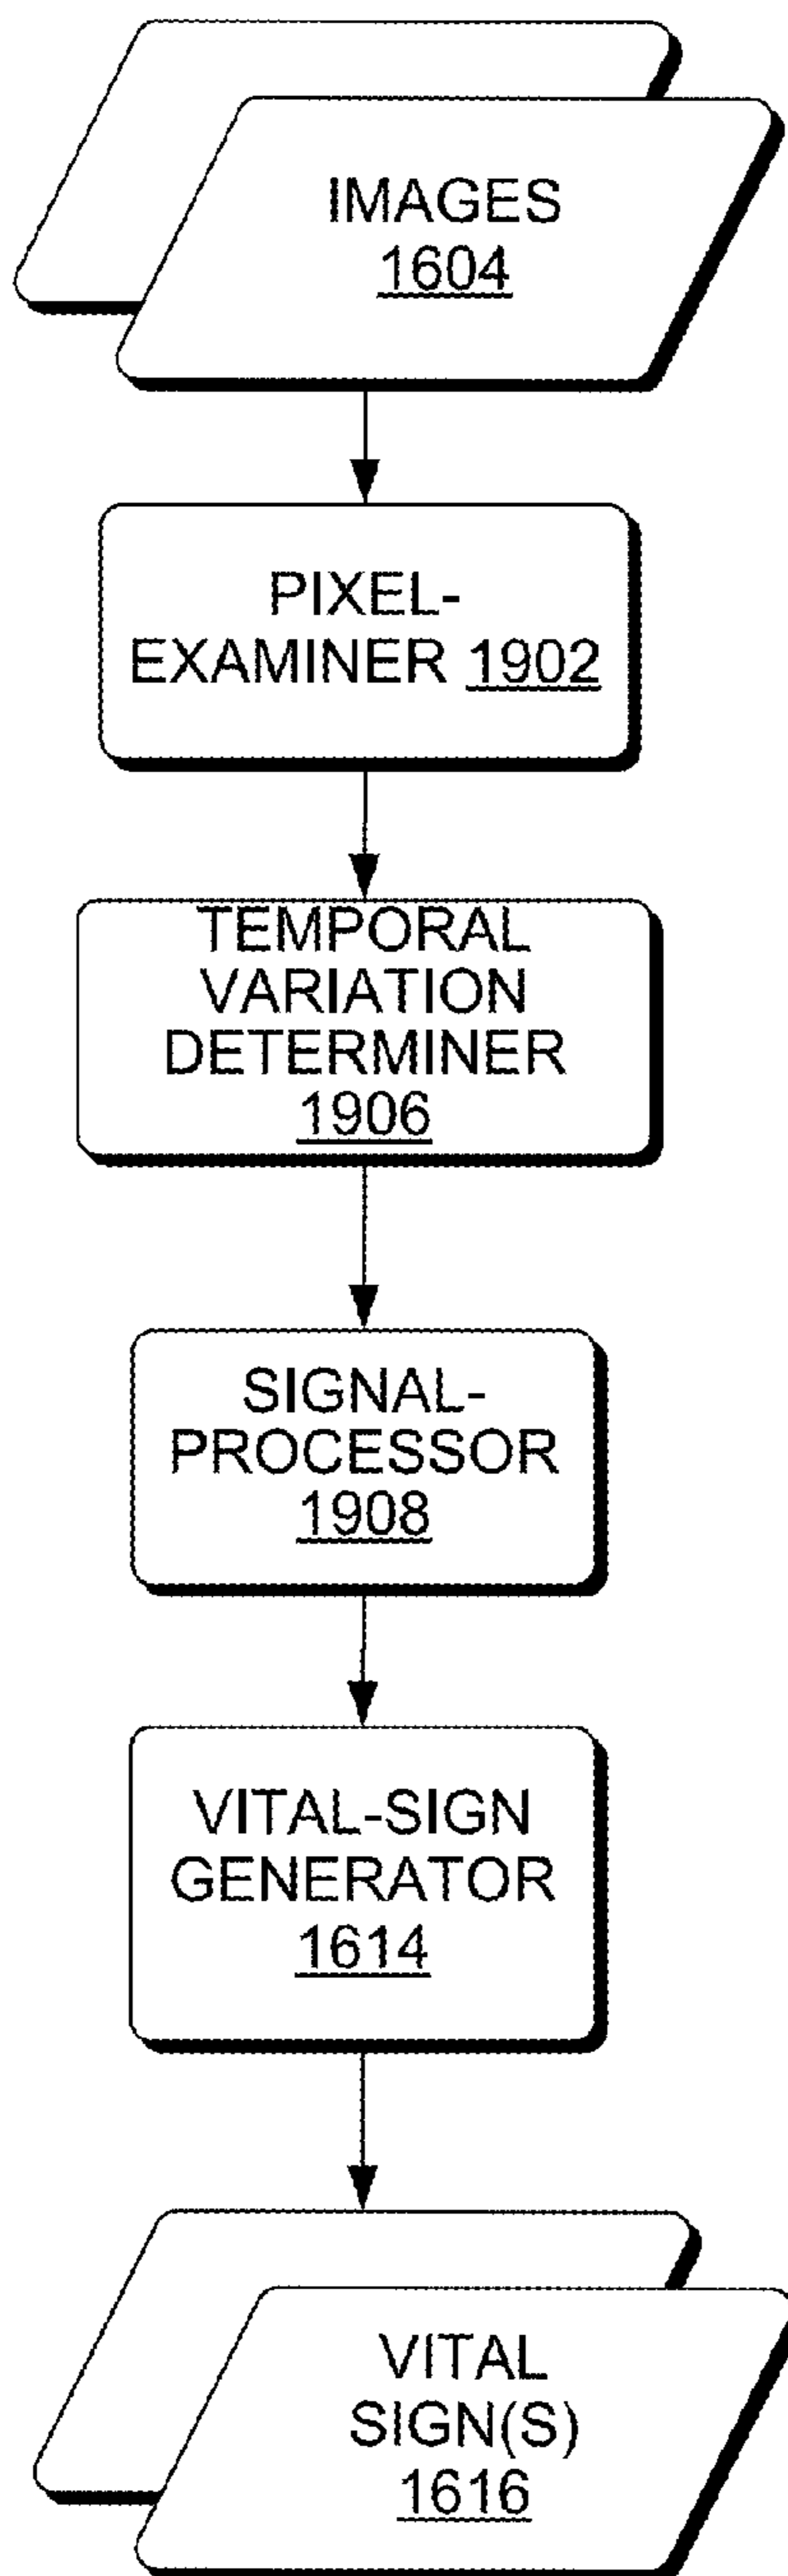 IMAGES
1604
PIXEL-
EXAMINER 1902
TEMPORAL
VARIATION
DETERMINER
1906
SIGNAL-
PROCESSOR
1908
VITAL-SIGN
GENERATOR
1614
VITAL
SIGN(S)
1616